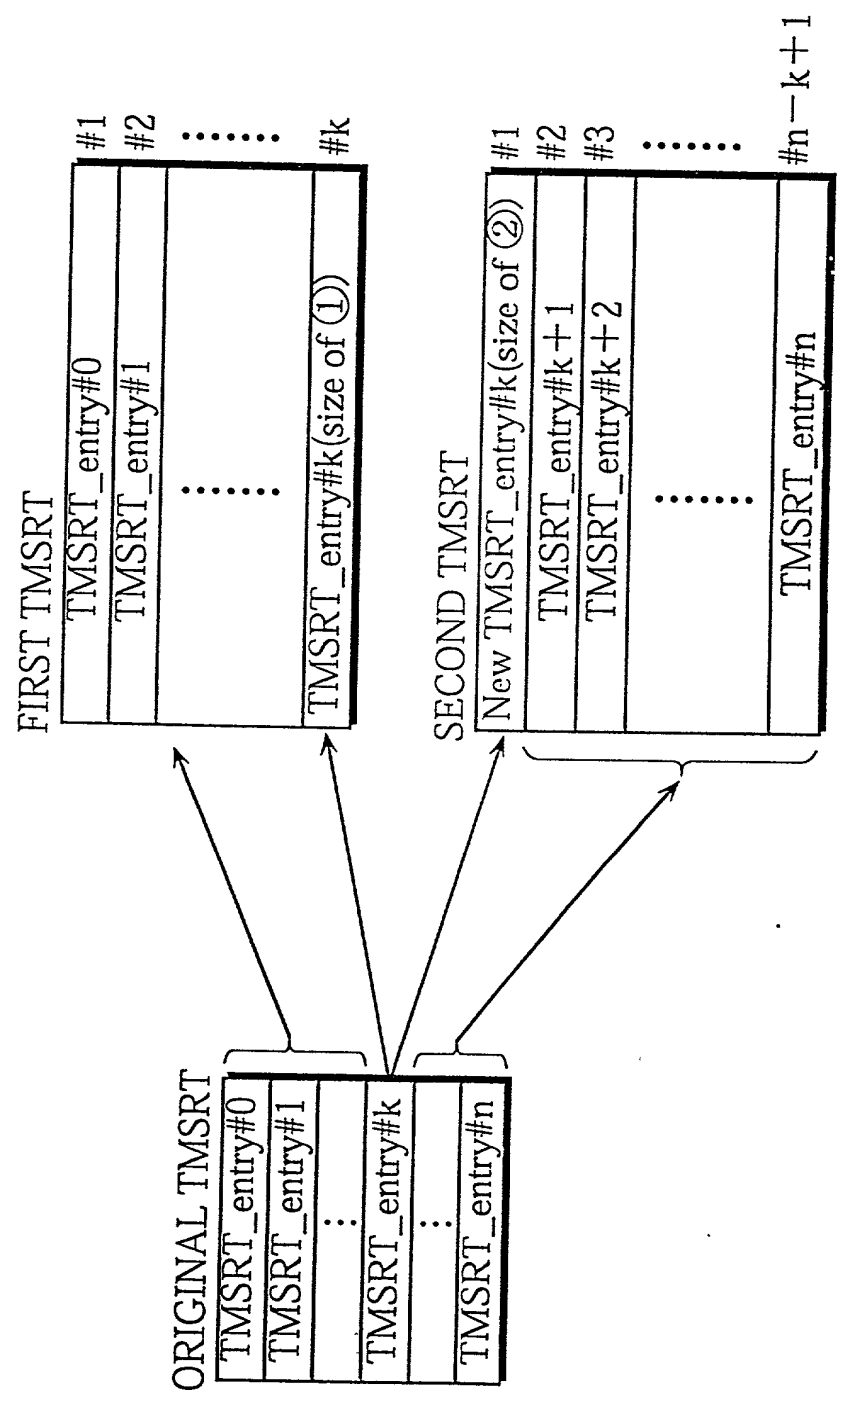 ORIGINAL TMSRT
TMSRT_entry#0
TMSRT_entry#1
⋮
TMSRT_entry#k
⋮
TMSRT_entry#n
FIRST TMSRT
TMSRT_entry#0 #1
TMSRT_entry#1 #2
TMSRT_entry#k(size of ①) #k
SECOND TMSRT
New TMSRT_entry#k(size of ②) #1
TMSRT_entry#k+1 #2
TMSRT_entry#k+2 #3
TMSRT_entry#n #n-k+1